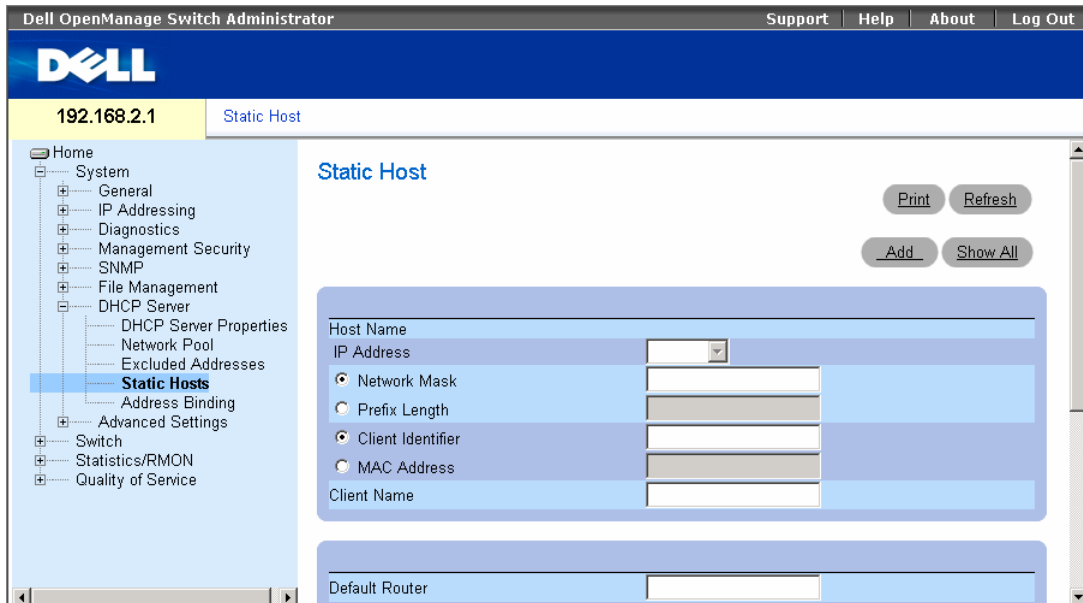 Dell OpenManage Switch Administrator
Support Help About Log Out
DELL
192.168.2.1
Static Host
Home
System
General
IP Addressing
Diagnostics
Management Security
SNMP
File Management
DHCP Server
DHCP Server Properties
Network Pool
Excluded Addresses
Static Hosts
Address Binding
Advanced Settings
Switch
Statistics/RMON
Quality of Service
Static Host
Print Refresh
Add Show All
Host Name
IP Address
Network Mask
Prefix Length
Client Identifier
MAC Address
Client Name
Default Router